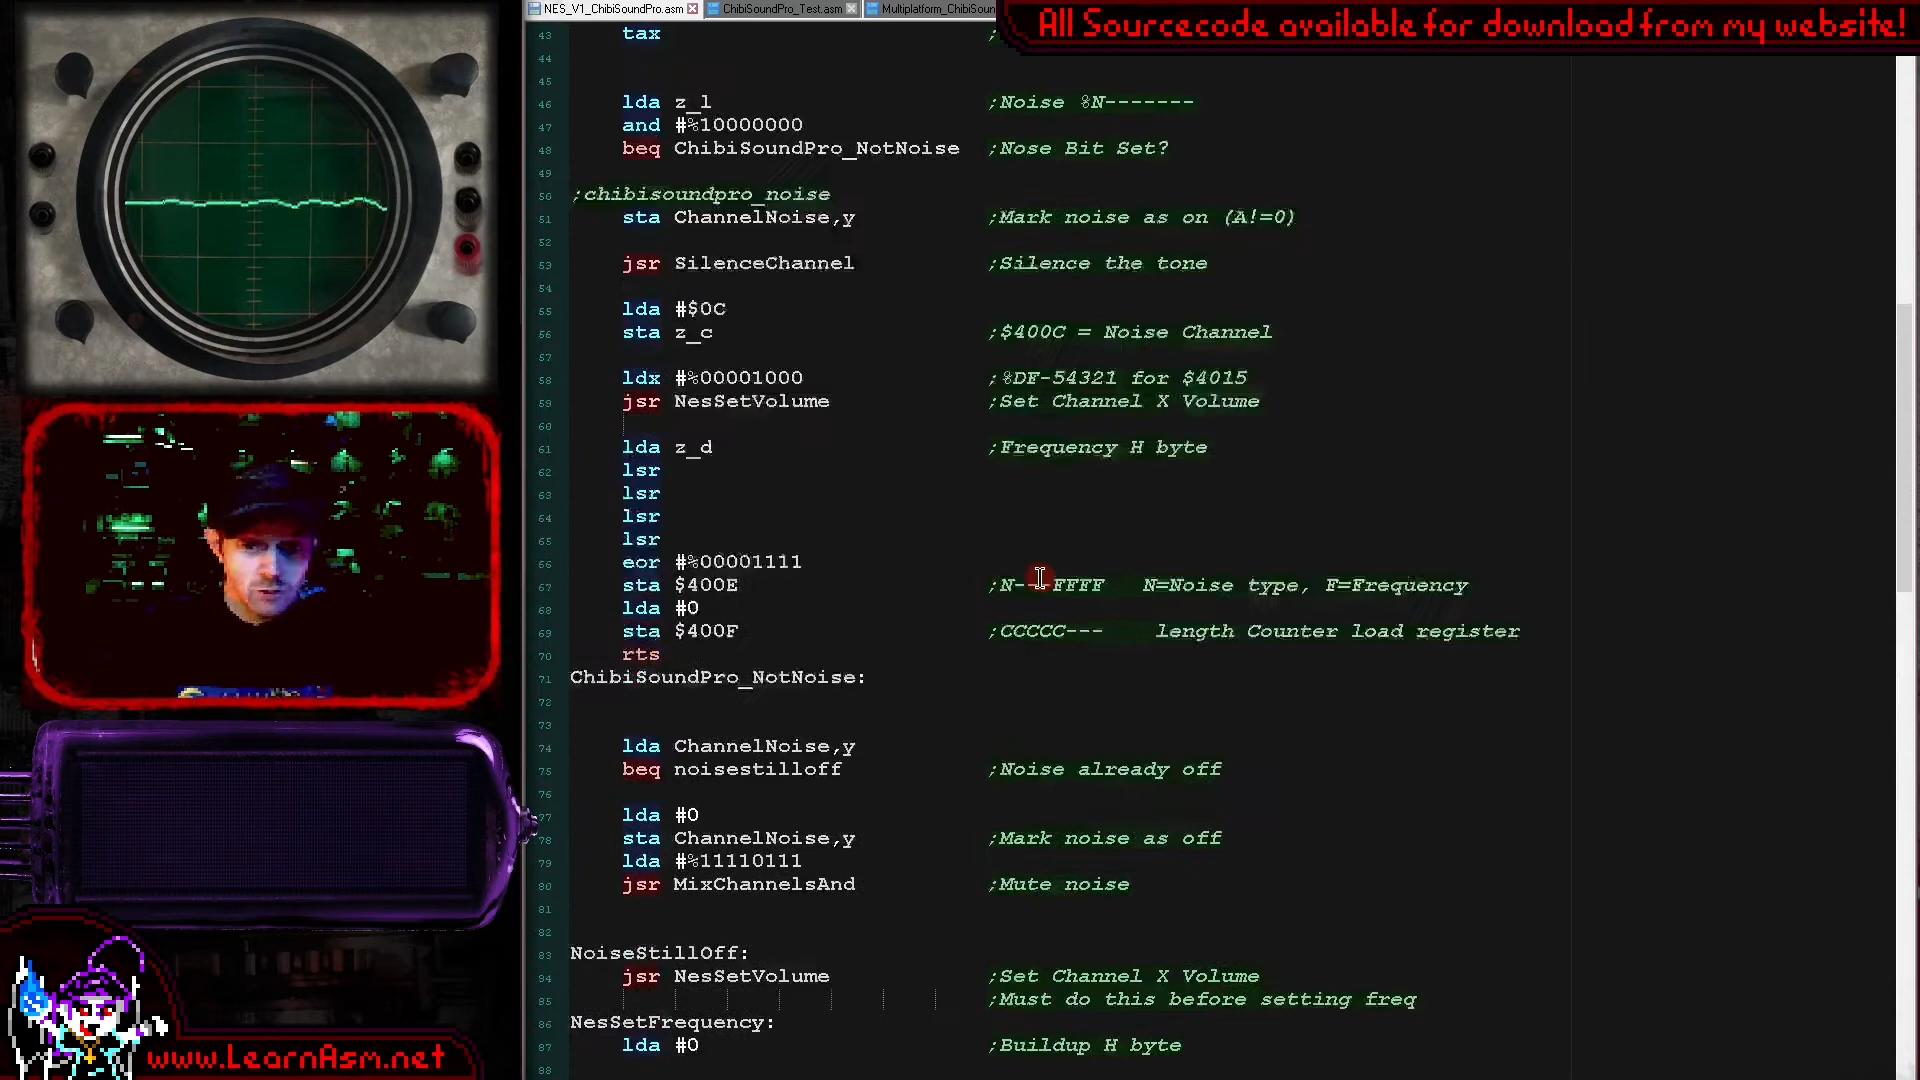 NES_V1_ChibiSoundPro.asm ChibiSoundPro_Test.asm Multiplatform_ChibiSoun
All Sourcecode available for download from my website!
43 tax ;
44
45
46 lda z_l ;Noise %N-------
47 and #%10000000
48 beq ChibiSoundPro_NotNoise ;Nose Bit Set?
49
50 ;chibisoundpro_noise
51 sta ChannelNoise,y ;Mark noise as on (A!=0)
52
53 jsr SilenceChannel ;Silence the tone
54
55 lda #$0C
56 sta z_c ;$400C = Noise Channel
57
58 ldx #%00001000 ;%DF-54321 for $4015
59 jsr NesSetVolume ;Set Channel X Volume
60
61 lda z_d ;Frequency H byte
62 lsr
63 lsr
64 lsr
65 lsr
66 eor #%00001111
67 sta $400E ;N---FFFF N=Noise type, F=Frequency
68 lda #0
69 sta $400F ;CCCCC--- length Counter load register
70 rts
71 ChibiSoundPro_NotNoise:
72
73
74 lda ChannelNoise,y
75 beq noisestilloff ;Noise already off
76
77 lda #0
78 sta ChannelNoise,y ;Mark noise as off
79 lda #%11110111
80 jsr MixChannelsAnd ;Mute noise
81
82
83 NoiseStillOff:
84 jsr NesSetVolume ;Set Channel X Volume
85 ;Must do this before setting freq
86 NesSetFrequency:
87 lda #0 ;Buildup H byte
88
www.LearnAsm.net